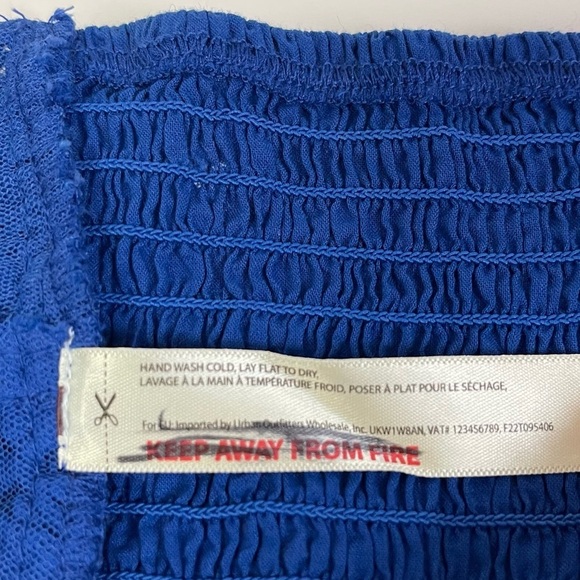 HAND WASH COLD, LAY FLAT TO DRY,
LAVAGE À LA MAIN À TEMPÉRATURE FROID, POSER À PLAT POUR LE SÉCHAGE,
For EU: Imported by Urban Outfitters Wholesale, Inc. UKW1W8AN, VAT# 123456789, F22T095406
KEEP AWAY FROM FIRE